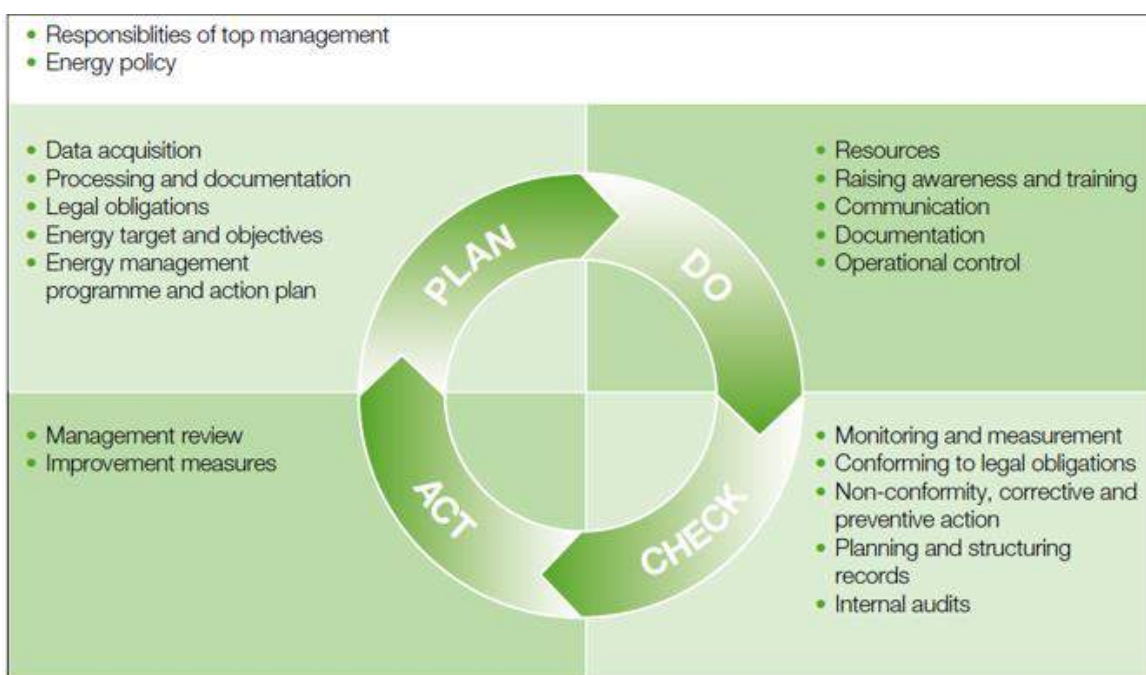 • Responsiblities of top management
• Energy policy
• Data acquisition
• Processing and documentation
• Legal obligations
• Energy target and objectives
• Energy management
programme and action plan
• Resources
• Raising awareness and training
• Communication
• Documentation
• Operational control
PLAN
DO
• Management review
• Improvement measures
ACT
CHECK
• Monitoring and measurement
• Conforming to legal obligations
• Non-conformity, corrective and
preventive action
• Planning and structuring
records
• Internal audits